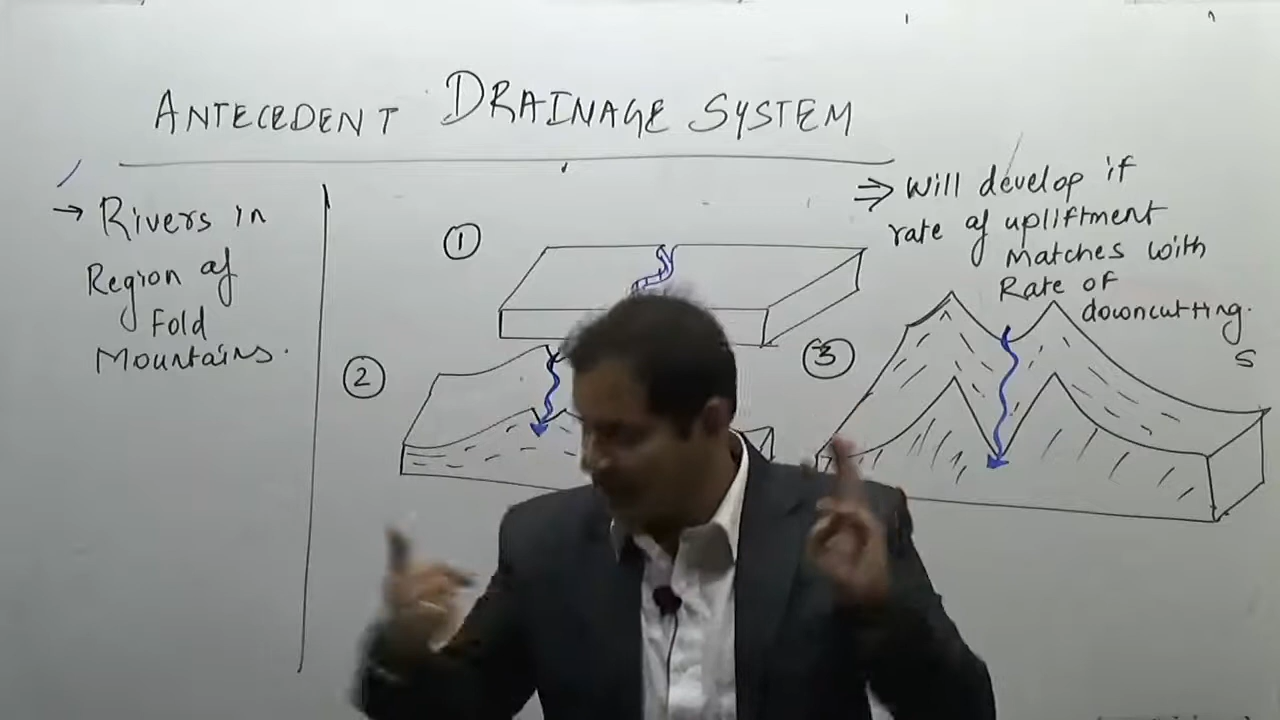 ANTECEDENT DRAINAGE SYSTEM
→ Rivers in
Region of
Fold
Mountains.
①
②
③
⇒ Will develop if
rate of upliftment
matches with
Rate of
downcutting.
S